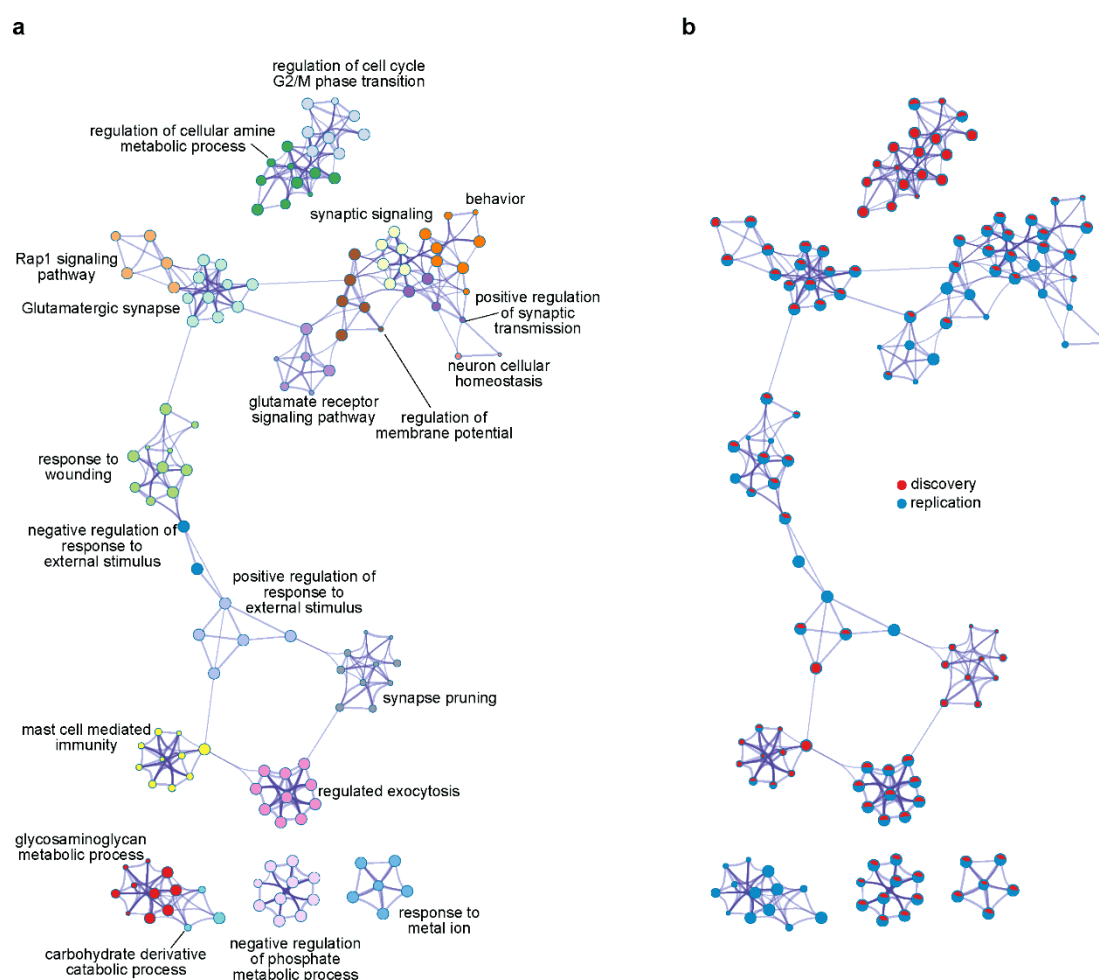 a
b
regulation of cell cycle
G2/M phase transition
regulation of cellular amine
metabolic process
behavior
synaptic signaling
Rap1 signaling
pathway
Glutamatergic synapse
positive regulation
of synaptic
transmission
neuron cellular
homeostasis
glutamate receptor
signaling pathway
regulation of
membrane potential
response to
wounding
discovery
replication
negative regulation of
response to
external stimulus
positive regulation of
response to
external stimulus
synapse pruning
mast cell mediated
immunity
regulated exocytosis
glycosaminoglycan
metabolic process
response to
metal ion
carbohydrate derivative
catabolic process
negative regulation
of phosphate
metabolic process